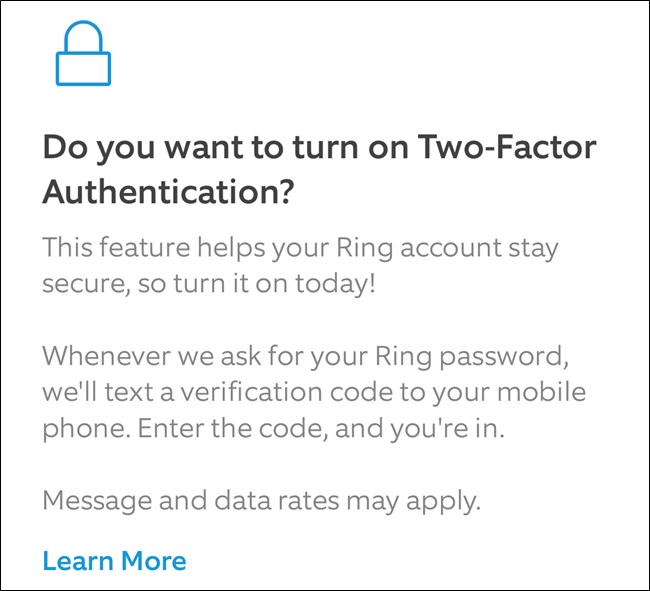 Do you want to turn on Two-Factor
Authentication?
This feature helps your Ring account stay
secure, so turn it on today!
Whenever we ask for your Ring password,
we'll text a verification code to your mobile
phone. Enter the code, and you're in.
Message and data rates may apply.
Learn More